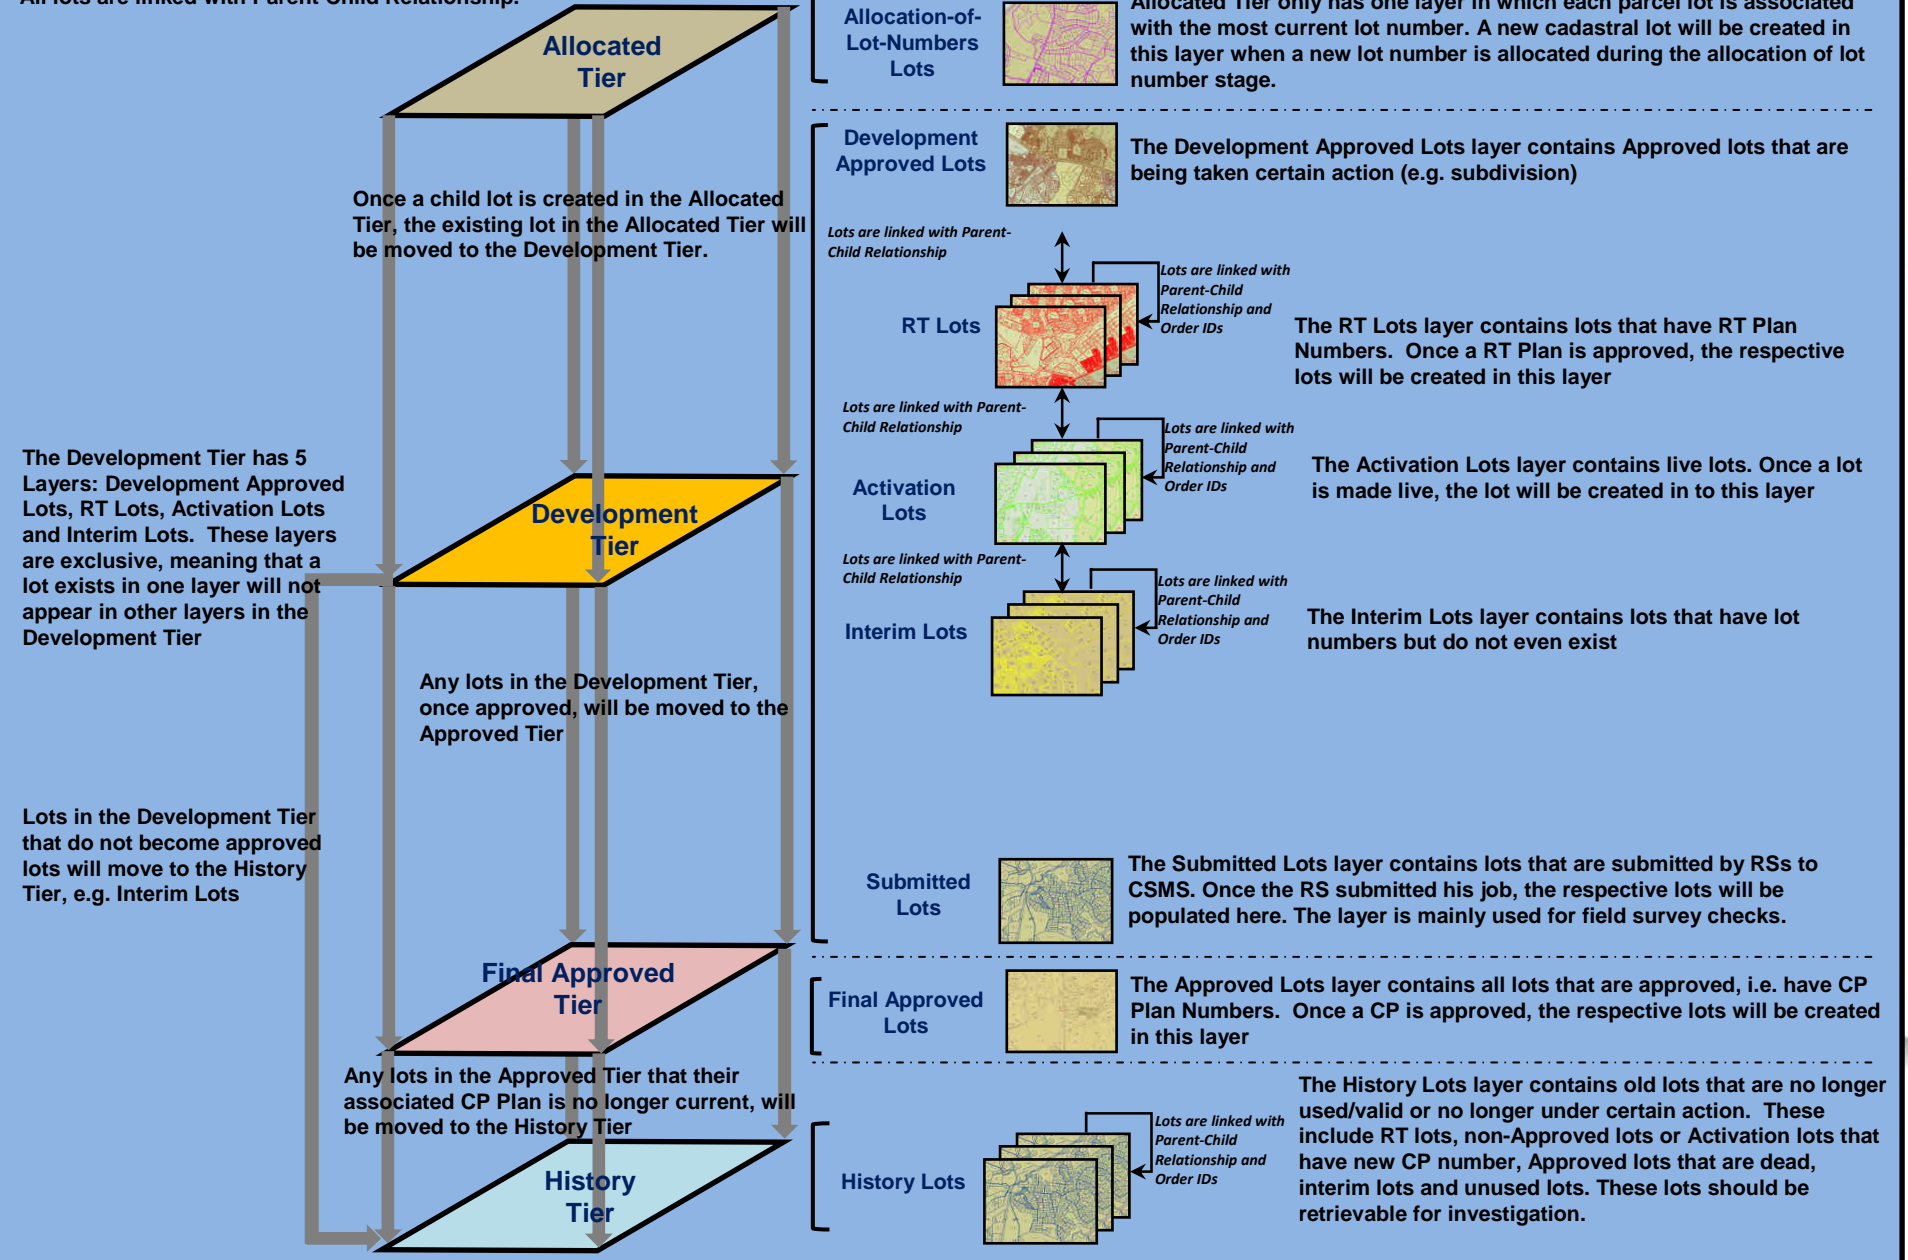 All lots are linked with Parent-Child Relationship.
Allocated
Tier
Once a child lot is created in the Allocated
Tier, the existing lot in the Allocated Tier will
be moved to the Development Tier.
The Development Tier has 5
Layers: Development Approved
Lots, RT Lots, Activation Lots
and Interim Lots.  These layers
are exclusive, meaning that a
lot exists in one layer will not
appear in other layers in the
Development Tier
Development
Tier
Any lots in the Development Tier,
once approved, will be moved to the
Approved Tier
Lots in the Development Tier
that do not become approved
lots will move to the History
Tier, e.g. Interim Lots
Final Approved
Tier
Any lots in the Approved Tier that their
associated CP Plan is no longer current, will
be moved to the History Tier
History
Tier
Allocation-of-
Lot-Numbers
Lots
Allocated Tier only has one layer in which each parcel lot is associated
with the most current lot number. A new cadastral lot will be created in
this layer when a new lot number is allocated during the allocation of lot
number stage.
Development
Approved Lots
The Development Approved Lots layer contains Approved lots that are
being taken certain action (e.g. subdivision)
Lots are linked with Parent-
Child Relationship
Lots are linked with
Parent-Child
Relationship and
Order IDs
RT Lots
The RT Lots layer contains lots that have RT Plan
Numbers.  Once a RT Plan is approved, the respective
lots will be created in this layer
Lots are linked with Parent-
Child Relationship
Lots are linked with
Parent-Child
Relationship and
Order IDs
Activation
Lots
The Activation Lots layer contains live lots. Once a lot
is made live, the lot will be created in to this layer
Lots are linked with Parent-
Child Relationship
Lots are linked with
Parent-Child
Relationship and
Order IDs
Interim Lots
The Interim Lots layer contains lots that have lot
numbers but do not even exist
Submitted
Lots
The Submitted Lots layer contains lots that are submitted by RSs to
CSMS. Once the RS submitted his job, the respective lots will be
populated here. The layer is mainly used for field survey checks.
Final Approved
Lots
The Approved Lots layer contains all lots that are approved, i.e. have CP
Plan Numbers.  Once a CP is approved, the respective lots will be created
in this layer
History Lots
Lots are linked with
Parent-Child
Relationship and
Order IDs
The History Lots layer contains old lots that are no longer
used/valid or no longer under certain action.  These
include RT lots, non-Approved lots or Activation lots that
have new CP number, Approved lots that are dead,
interim lots and unused lots. These lots should be
retrievable for investigation.